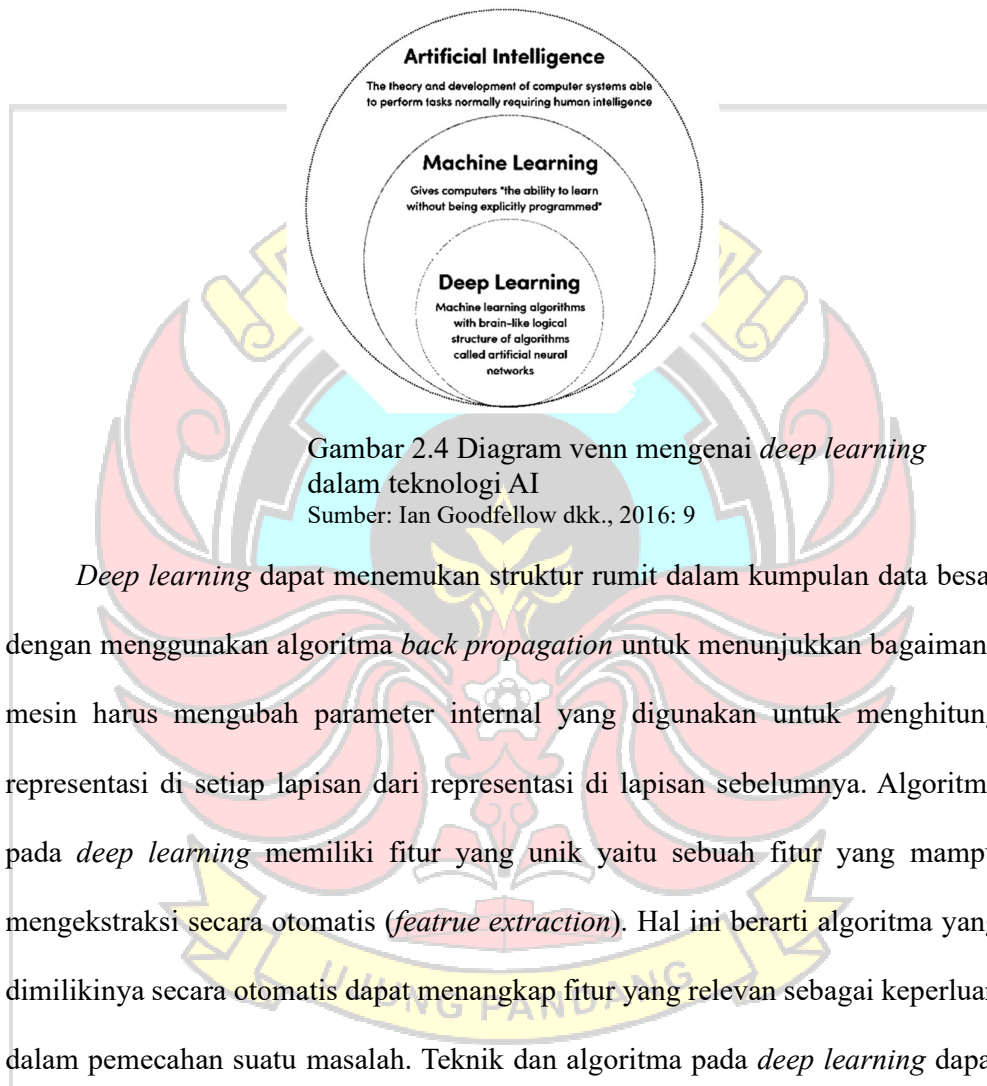 Artificial Intelligence
The theory and development of computer systems able
to perform tasks normally requiring human intelligence
Machine Learning
Gives computers "the ability to learn
without being explicitly programmed"
Deep Learning
Machine learning algorithms
with brain-like logical
structure of algorithms
called artificial neural
networks
Gambar 2.4 Diagram venn mengenai deep learning
dalam teknologi AI
Sumber: Ian Goodfellow dkk., 2016: 9
Deep learning dapat menemukan struktur rumit dalam kumpulan data besa
dengan menggunakan algoritma back propagation untuk menunjukkan bagaiman
mesin harus mengubah parameter internal yang digunakan untuk menghitung
representasi di setiap lapisan dari representasi di lapisan sebelumnya. Algoritm
pada deep learning memiliki fitur yang unik yaitu sebuah fitur yang mamp
mengekstraksi secara otomatis (featrue extraction). Hal ini berarti algoritma yang
dimilikinya secara otomatis dapat menangkap fitur yang relevan sebagai keperluan
dalam pemecahan suatu masalah. Teknik dan algoritma pada deep learning dapa
UJUNG PANDANG